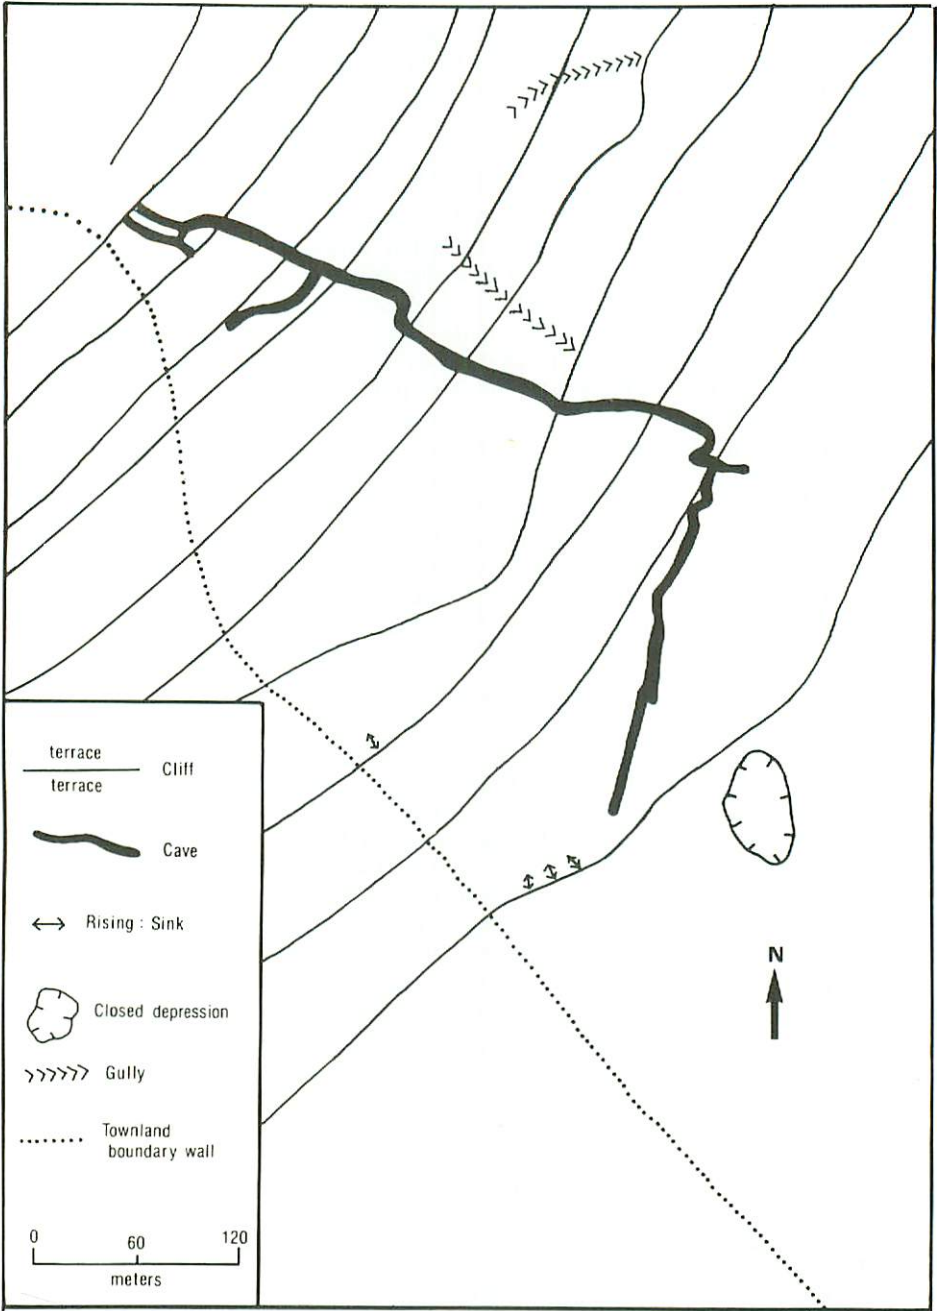 terrace
Cliff
terrace
Cave
Rising : Sink
Closed depression
Gully
Townland
boundary wall
0 60 120
meters
N